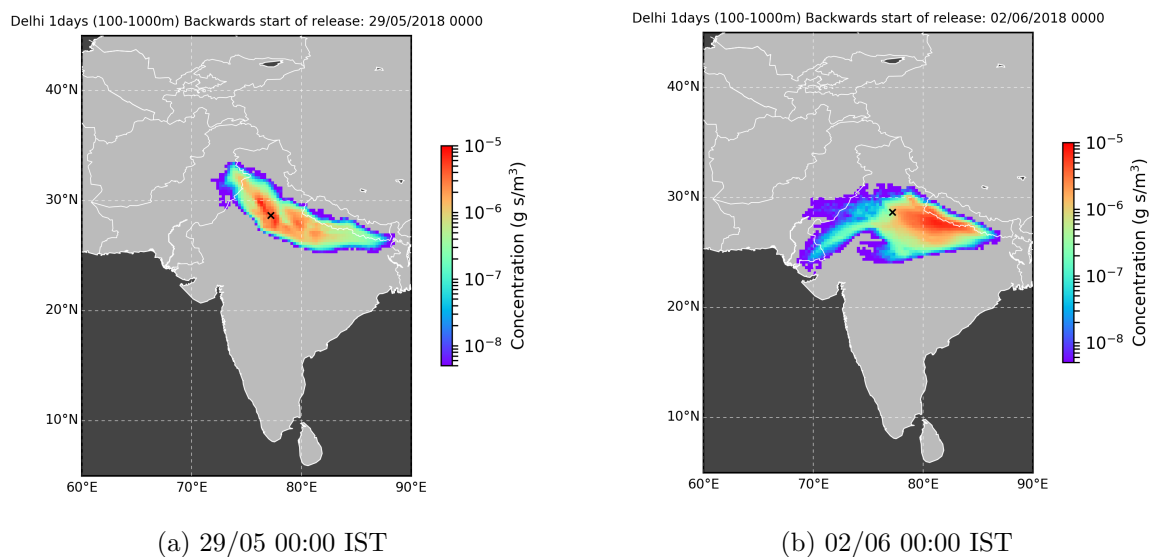 Delhi 1days (100-1000m) Backwards start of release: 29/05/2018 0000
40°N
30°N
20°N
10°N
60°E 70°E 80°E 90°E
10⁻⁵
10⁻⁶
10⁻⁷
10⁻⁸
Concentration (g s/m³)
(a) 29/05 00:00 IST
Delhi 1days (100-1000m) Backwards start of release: 02/06/2018 0000
40°N
30°N
20°N
10°N
60°E 70°E 80°E 90°E
10⁻⁵
10⁻⁶
10⁻⁷
10⁻⁸
Concentration (g s/m³)
(b) 02/06 00:00 IST